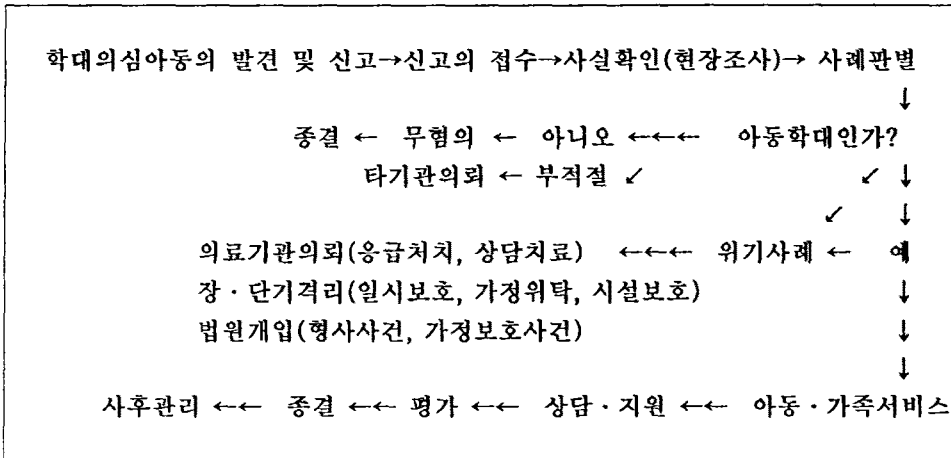 학대의심아동의 발견 및 신고→신고의 접수→사실확인(현장조사)→ 사례판별
↓
종결 ← 무혐의 ← 아니오 ←←← 아동학대인가?
타기관의뢰 ← 부적절 ↙ ↙ ↓
↙ ↓
의료기관의뢰(응급처치, 상담치료) ←←← 위기사례 ← 예
장·단기격리(일시보호, 가정위탁, 시설보호) ↓
법원개입(형사사건, 가정보호사건) ↓
↓
사후관리 ←← 종결 ←← 평가 ←← 상담·지원 ←← 아동·가족서비스